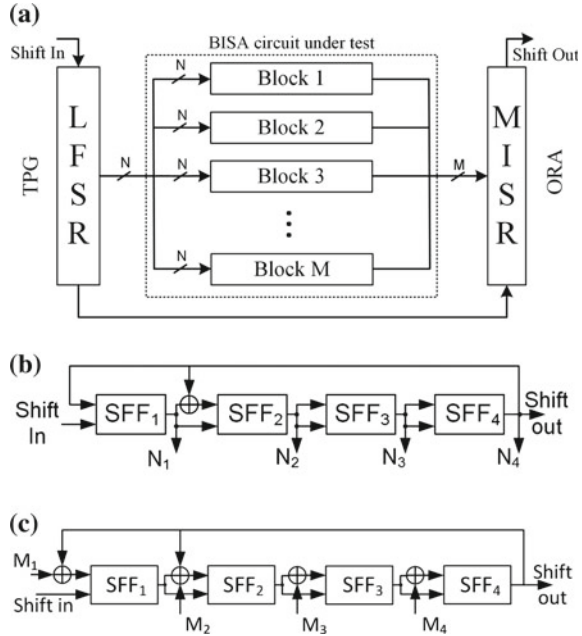 (a)
Shift In
BISA circuit under test
Shift Out
TPG
LFSR
N
N
Block 1
N
Block 2
N
Block 3
N
Block M
M
MISR
ORA
(b)
Shift In
SFF1
SFF2
SFF3
SFF4
Shift out
N1
N2
N3
N4
(c)
M1
Shift in
SFF1
SFF2
SFF3
SFF4
Shift out
M2
M3
M4